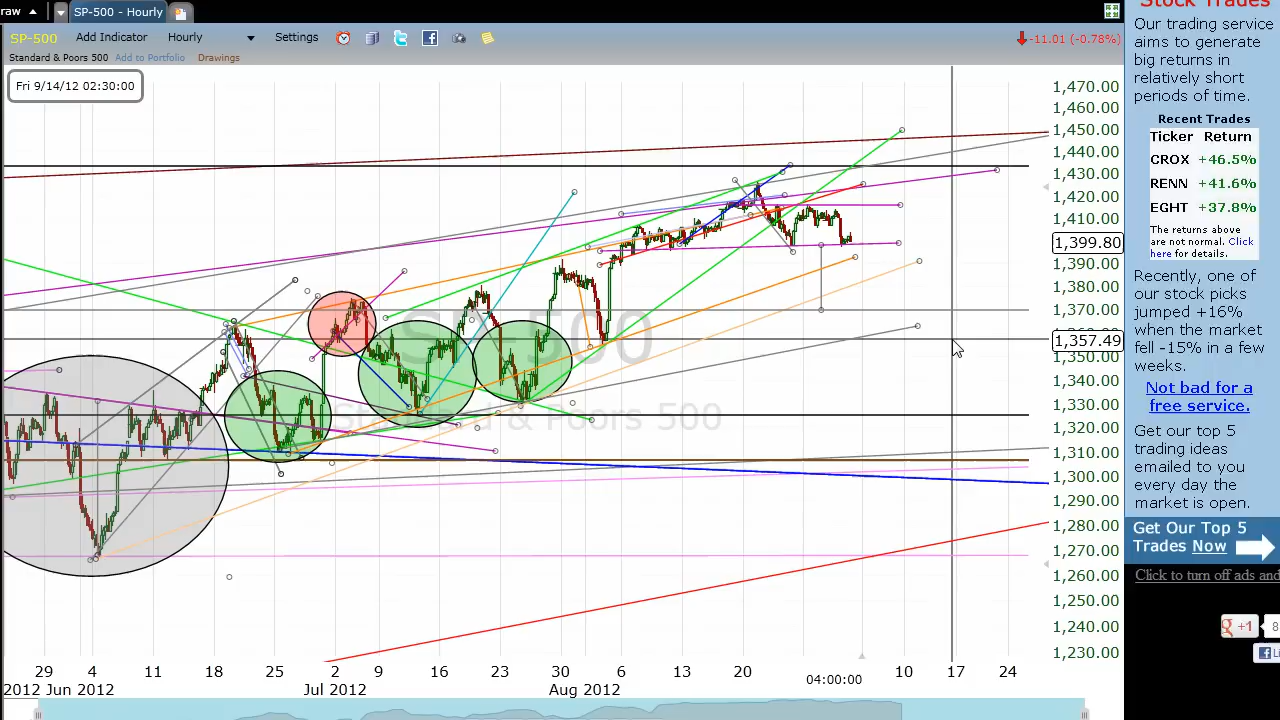 raw
SP-500 - Hourly
SP-500
Add Indicator
Hourly
Settings
-11.01 (-0.78%)
Standard & Poors 500
Add to Portfolio
Drawings
Fri 9/14/12 02:30:00
SP-500
Standard & Poors 500
1,470.00
1,460.00
1,450.00
1,440.00
1,430.00
1,420.00
1,410.00
1,399.80
1,390.00
1,380.00
1,370.00
1,357.49
1,350.00
1,340.00
1,330.00
1,320.00
1,310.00
1,300.00
1,290.00
1,280.00
1,270.00
1,260.00
1,250.00
1,240.00
1,230.00
29 4 11 18 25 2 9 16 23 30 6 13 20 10 17 24
04:00:00
2012 Jun 2012 Jul 2012 Aug 2012
Stock Trades
Our trading service
aims to generate
big returns in
relatively short
periods of time.
Recent Trades
Ticker Return
CROX +46.5%
RENN +41.6%
EGHT +37.8%
The returns above
are not normal. Click
here for details.
Recently, one of
our stock picks
jumped +16%
when the market
fell -15% in a few
weeks.
Not bad for a
free service.
Get our top 5
trading ideas
emailed to you
every day the
market is open.
Get Our Top 5
Trades Now
Click to turn off ads and
g +1 8
f Li